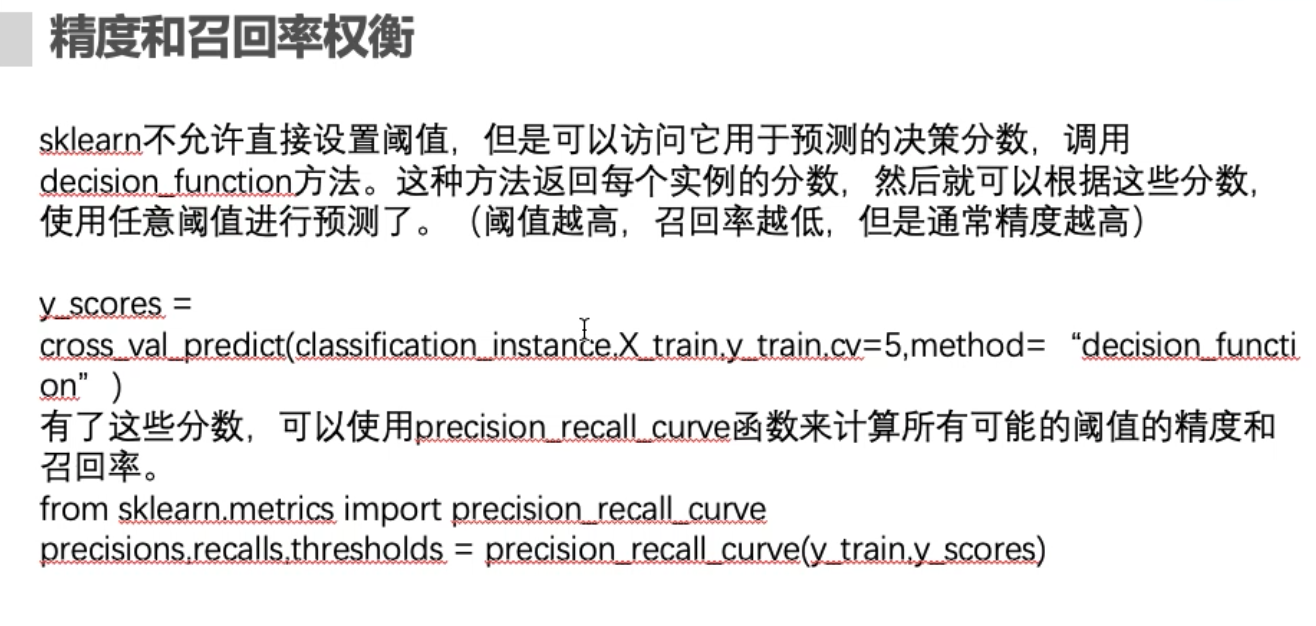 精度和召回率权衡
sklearn不允许直接设置阈值，但是可以访问它用于预测的决策分数，调用
decision_function方法。这种方法返回每个实例的分数，然后就可以根据这些分数，
使用任意阈值进行预测了。（阈值越高，召回率越低，但是通常精度越高）
y_scores =
cross_val_predict(classification_instance,X_train,y_train,cv=5,method= “decision_functi
on” )
有了这些分数，可以使用precision_recall_curve函数来计算所有可能的阈值的精度和
召回率。
from sklearn.metrics import precision_recall_curve
precisions,recalls,thresholds = precision_recall_curve(y_train,y_scores)